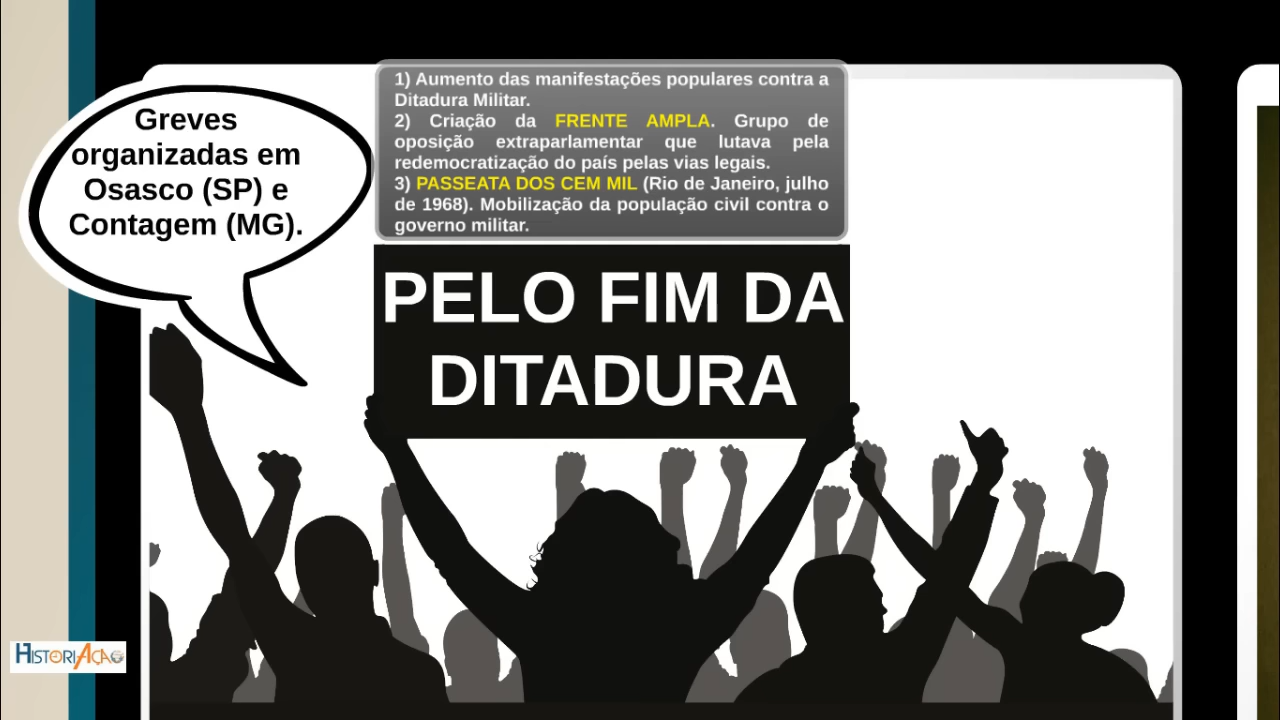 Greves
organizadas em
Osasco (SP) e
Contagem (MG).
1) Aumento das manifestações populares contra a
Ditadura Militar.
2) Criação da FRENTE AMPLA. Grupo de
oposição extraparlamentar que lutava pela
redemocratização do país pelas vias legais.
3) PASSEATA DOS CEM MIL (Rio de Janeiro, julho
de 1968). Mobilização da população civil contra o
governo militar.
PELO FIM DA
DITADURA
HISTORIAÇÃO